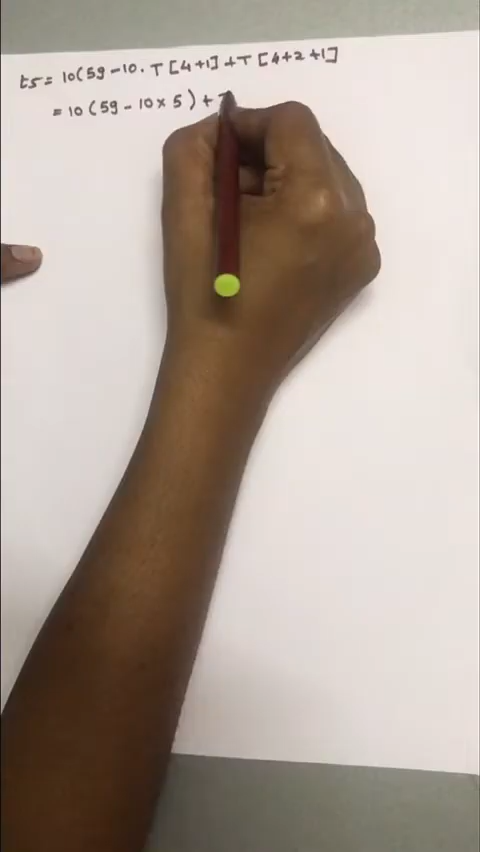 t5 = 10(59-10. T[4+1]+T[4+2+1]
= 10(59-10×5)+